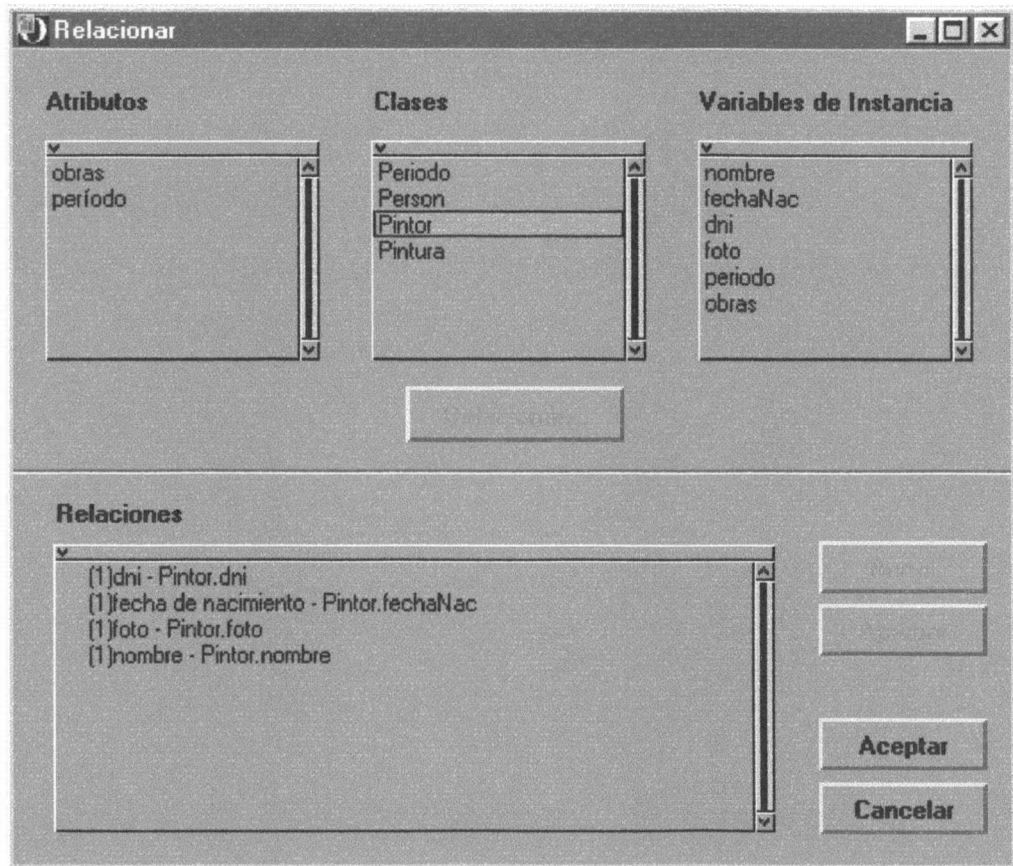 Relacionar
Atributos
obras
período
Clases
Periodo
Person
Pintor
Pintura
Variables de Instancia
nombre
fechaNac
dni
foto
periodo
obras
Relaciones
(1)dni - Pintor.dni
(1)fecha de nacimiento - Pintor.fechaNac
(1)foto - Pintor.foto
(1)nombre - Pintor.nombre
Aceptar
Cancelar